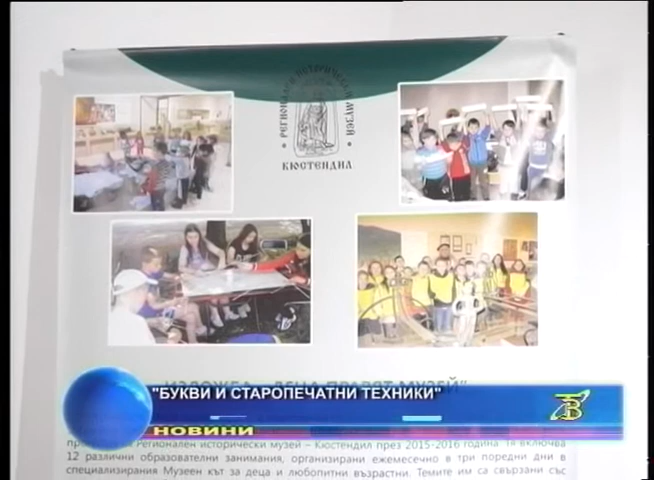 РЕГИОНАЛЕН ИСТОРИЧЕСКИ МУЗЕЙ
КЮСТЕНДИЛ
"БУКВИ И СТАРОПЕЧАТНИ ТЕХНИКИ"
НОВИНИ
Регионален исторически музей – Кюстендил през 2015-2016 година. Тя включва
12 различни образователни занимания, организирани ежемесечно в три поредни дни в
специализирания Музеен кът за деца и любопитни възрастни. Темите им са свързани със